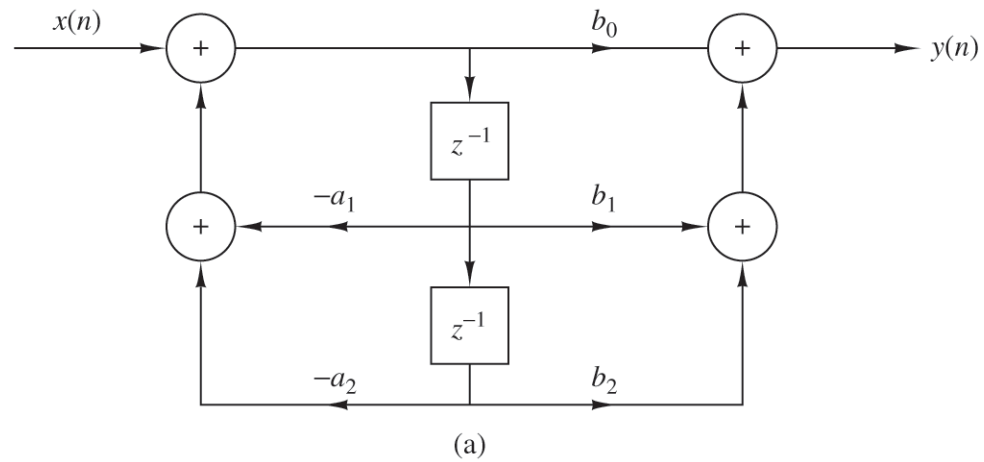 x(n) + b₀ + y(n)
z⁻¹
+ −a₁ b₁ +
z⁻¹
−a₂ b₂
(a)